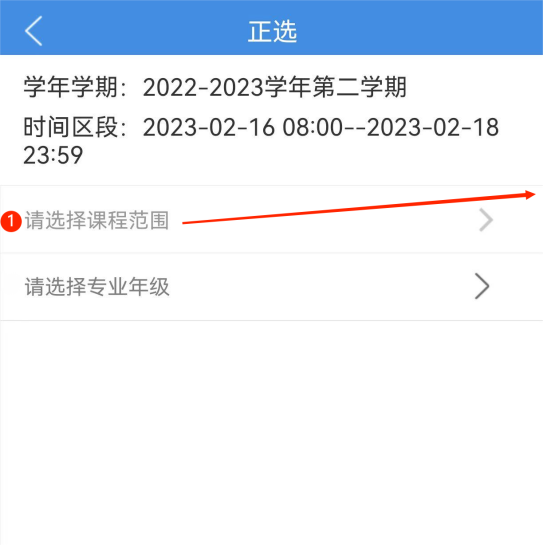 正选
学年学期：2022-2023学年第二学期
时间区段：2023-02-16 08:00--2023-02-18
23:59
1 请选择课程范围
请选择专业年级